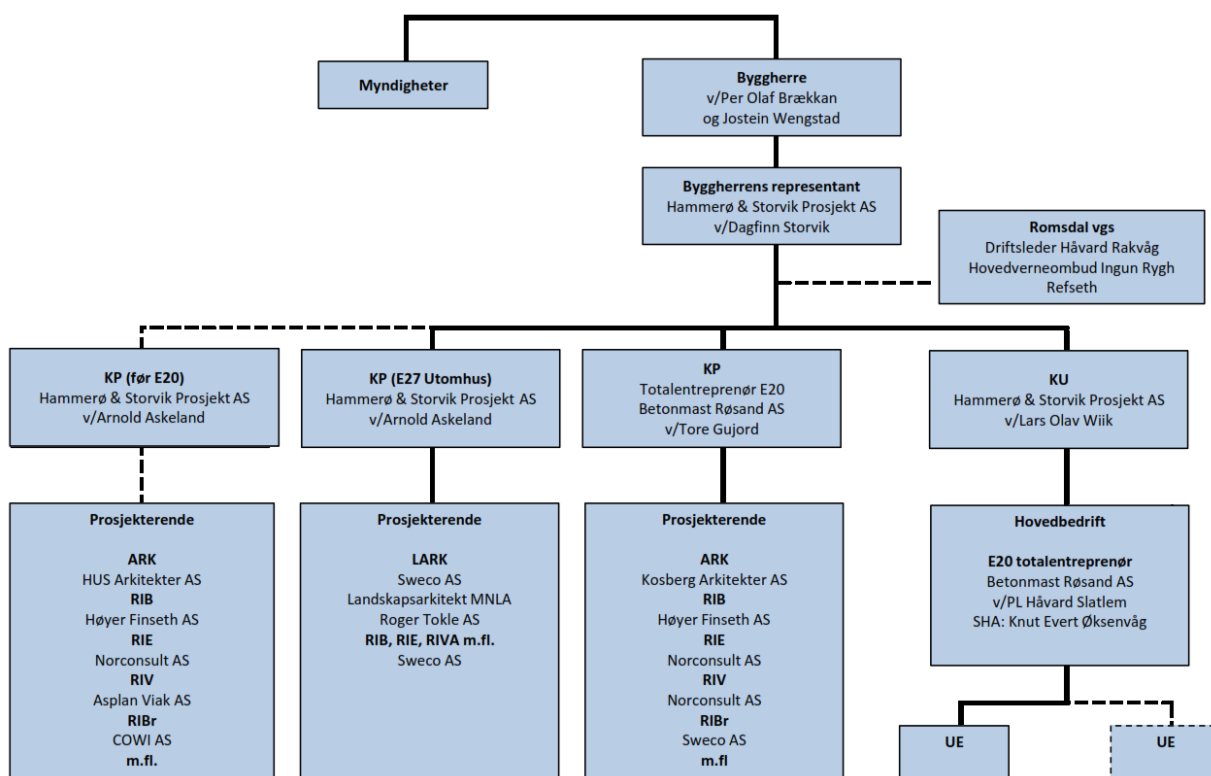 Myndigheter
Byggherre
v/Per Olaf Brækkan
og Jostein Wengstad
Byggherrens representant
Hammerø & Storvik Prosjekt AS
v/Dagfinn Storvik
Romsdal vgs
Driftsleder Håvard Rakvåg
Hovedverneombud Ingun Rygh
Refseth
KP (før E20)
Hammerø & Storvik Prosjekt AS
v/Arnold Askeland
KP (E27 Utomhus)
Hammerø & Storvik Prosjekt AS
v/Arnold Askeland
KP
Totalentreprenør E20
Betonmast Røsand AS
v/Tore Gujord
KU
Hammerø & Storvik Prosjekt AS
v/Lars Olav Wiik
Prosjekterende
ARK
HUS Arkitekter AS
RIB
Høyer Finseth AS
RIE
Norconsult AS
RIV
Asplan Viak AS
RIBr
COWI AS
m.fl.
Prosjekterende
LARK
Sweco AS
Landskapsarkitekt MNLA
Roger Tokle AS
RIB, RIE, RIVA m.fl.
Sweco AS
Prosjekterende
ARK
Kosberg Arkitekter AS
RIB
Høyer Finseth AS
RIE
Norconsult AS
RIV
Norconsult AS
RIBr
Sweco AS
m.fl
Hovedbedrift
E20 totalentreprenør
Betonmast Røsand AS
v/PL Håvard Slatlem
SHA: Knut Evert Øksenvåg
UE
UE